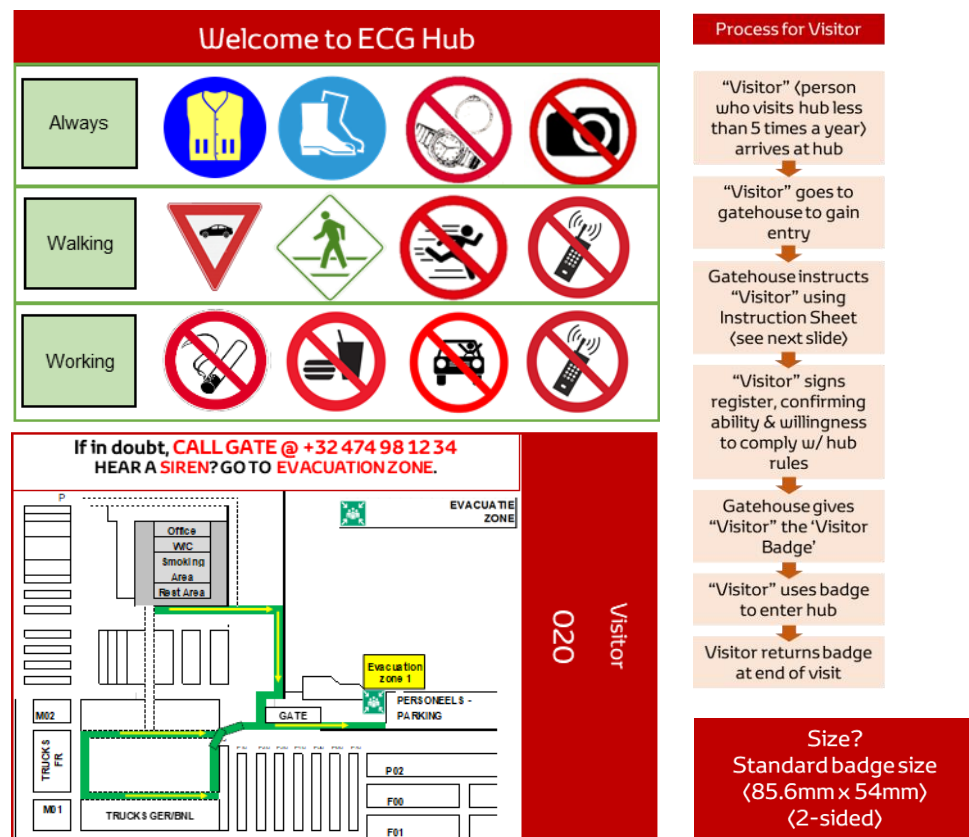 Welcome to ECG Hub
Always
Walking
Working
If in doubt, CALL GATE @ +32 474 98 12 34
HEAR A SIREN? GO TO EVACUATION ZONE.
P
EVACUATIE
ZONE
Office
W/C
Smoking
Area
Rest Area
Evacuation
zone 1
PERSONEELS -
PARKING
GATE
M02
TRUCKS
FR
M01
TRUCKS GER/BNL
P02
F00
F01
Visitor
020
Process for Visitor
“Visitor” (person
who visits hub less
than 5 times a year)
arrives at hub
“Visitor” goes to
gatehouse to gain
entry
Gatehouse instructs
“Visitor” using
Instruction Sheet
(see next slide)
“Visitor” signs
register, confirming
ability & willingness
to comply w/ hub
rules
Gatehouse gives
“Visitor” the ‘Visitor
Badge’
“Visitor” uses badge
to enter hub
Visitor returns badge
at end of visit
Size?
Standard badge size
(85.6mm x 54mm)
(2-sided)